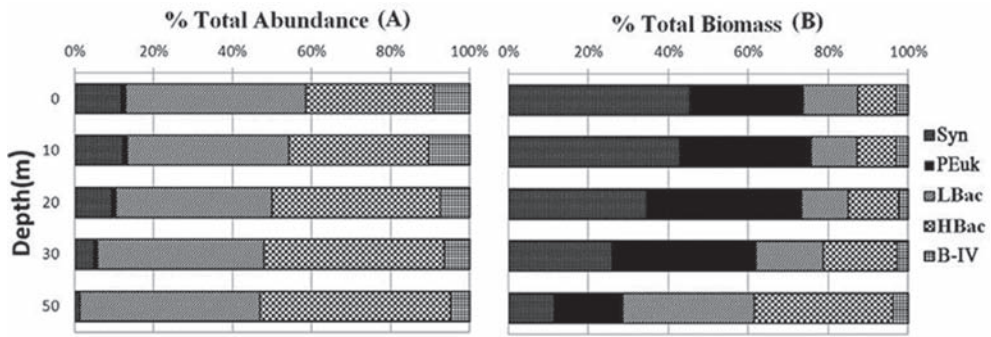 % Total Abundance (A)
0% 20% 40% 60% 80% 100%
Depth(m)
0
10
20
30
50
% Total Biomass (B)
0% 20% 40% 60% 80% 100%
Syn
PEuk
LBac
HBac
B-IV